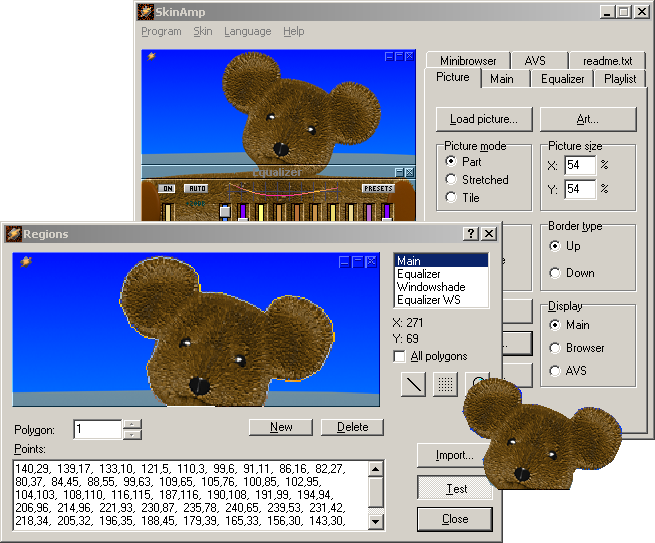 SkinAmp
Program Skin Language Help
Minibrowser AVS readme.txt
Picture Main Equalizer Playlist
Load picture... Art...
Picture mode
Part
Stretched
Tile
Picture size
X: 54 %
Y: 54 %
Equalizer
ON AUTO PRESETS
Border type
Up
Down
Display
Main
Browser
AVS
Regions
Main
Equalizer
Windowshade
Equalizer WS
X: 271
Y: 69
All polygons
Polygon: 1 New Delete
Points:
140,29, 139,17, 133,10, 121,5, 110,3, 99,6, 91,11, 86,16, 82,27,
80,37, 84,45, 88,55, 99,63, 109,65, 105,76, 100,85, 102,95,
104,103, 108,110, 116,115, 187,116, 190,108, 191,99, 194,94,
206,96, 214,96, 221,93, 230,87, 235,78, 240,65, 239,53, 231,42,
218,34, 205,32, 196,35, 188,45, 179,39, 165,33, 156,30, 143,30,
Import...
Test
Close